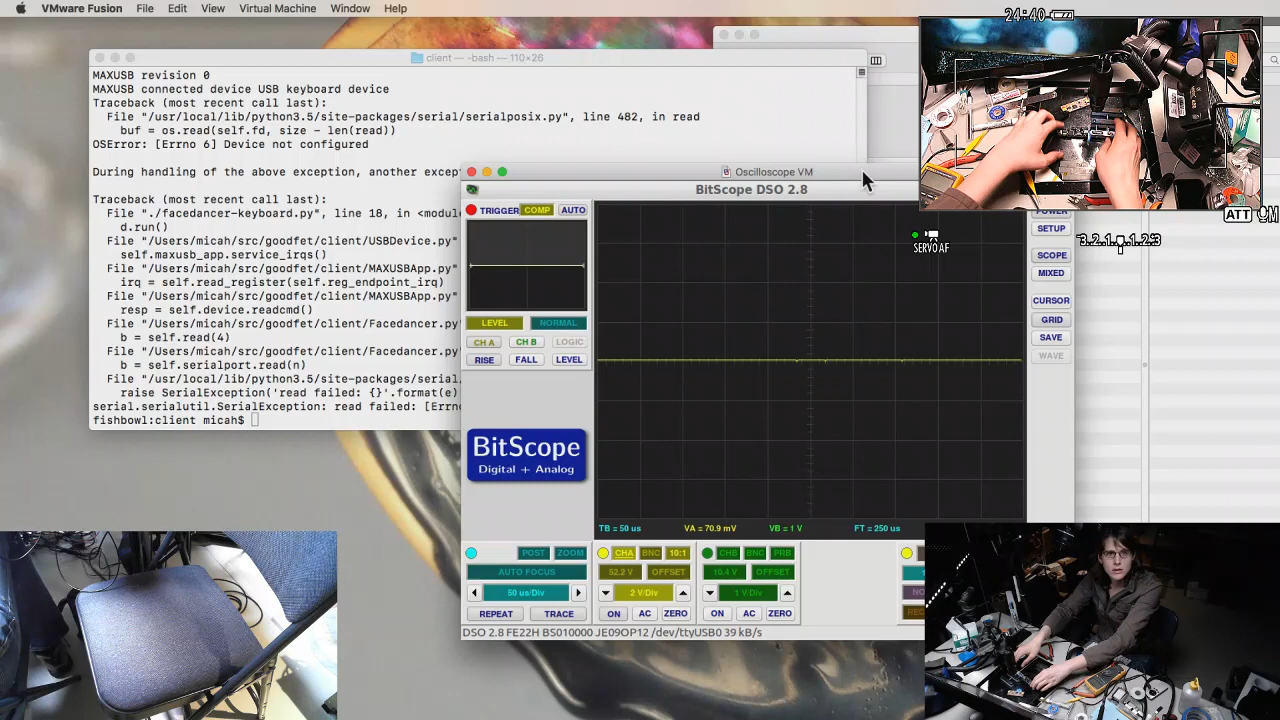 VMware Fusion File Edit View Virtual Machine Window Help
24:40
client — -bash — 110×26
MAXUSB revision 0
MAXUSB connected device USB keyboard device
Traceback (most recent call last):
File "/usr/local/lib/python3.5/site-packages/serial/serialposix.py", line 482, in read
buf = os.read(self.fd, size - len(read))
OSError: [Errno 6] Device not configured
During handling of the above exception, another excep
Traceback (most recent call last):
File "./facedancer-keyboard.py", line 18, in <modul
d.run()
File "/Users/micah/src/goodfet/client/USBDevice.py"
self.maxusb_app.service_irqs()
File "/Users/micah/src/goodfet/client/MAXUSBApp.py"
irq = self.read_register(self.reg_endpoint_irq)
File "/Users/micah/src/goodfet/client/MAXUSBApp.py"
resp = self.device.readcmd()
File "/Users/micah/src/goodfet/client/Facedancer.py
b = self.read(4)
File "/Users/micah/src/goodfet/client/Facedancer.py
b = self.serialport.read(n)
File "/usr/local/lib/python3.5/site-packages/serial/
raise SerialException('read failed: {}'.format(e)
serial.serialutil.SerialException: read failed: [Errno
fishbowl:client micah$
Oscilloscope VM
BitScope DSO 2.8
TRIGGER COMP AUTO
LEVEL NORMAL
CH A CH B LOGIC
RISE FALL LEVEL
BitScope
Digital + Analog
SERVO AF
ATT
3..2..1..1..2..3
POWER
SETUP
SCOPE
MIXED
CURSOR
GRID
SAVE
WAVE
TB = 50 us VA = 70.9 mV VB = 1 V FT = 250 us
POST ZOOM
AUTO FOCUS
50 us/Div
REPEAT TRACE
CHA BNC 10:1
52.2 V OFFSET
2 V/Div
ON AC ZERO
CHB BNC PRB
10.4 V OFFSET
1 V/Div
ON AC ZERO
REC
DSO 2.8 FE22H BS010000 JE09OP12 /dev/ttyUSB0 39 kB/s